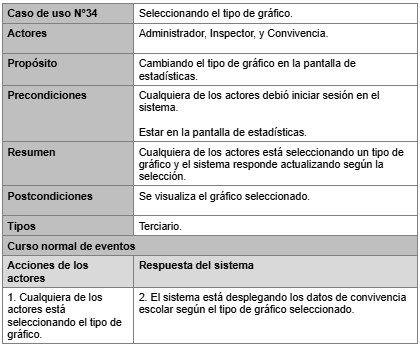 Caso de uso N°34
Seleccionando el tipo de gráfico.
Actores
Administrador, Inspector, y Convivencia.
Propósito
Cambiando el tipo de gráfico en la pantalla de
estadísticas.
Precondiciones
Cualquiera de los actores debió iniciar sesión en el
sistema.
Estar en la pantalla de estadísticas.
Resumen
Cualquiera de los actores está seleccionando un tipo de
gráfico y el sistema responde actualizando según la
selección.
Postcondiciones
Se visualiza el gráfico seleccionado.
Tipos
Terciario.
Curso normal de eventos
Acciones de los
actores
Respuesta del sistema
1. Cualquiera de los
actores está
seleccionando el tipo de
gráfico.
2. El sistema está desplegando los datos de convivencia
escolar según el tipo de gráfico seleccionado.